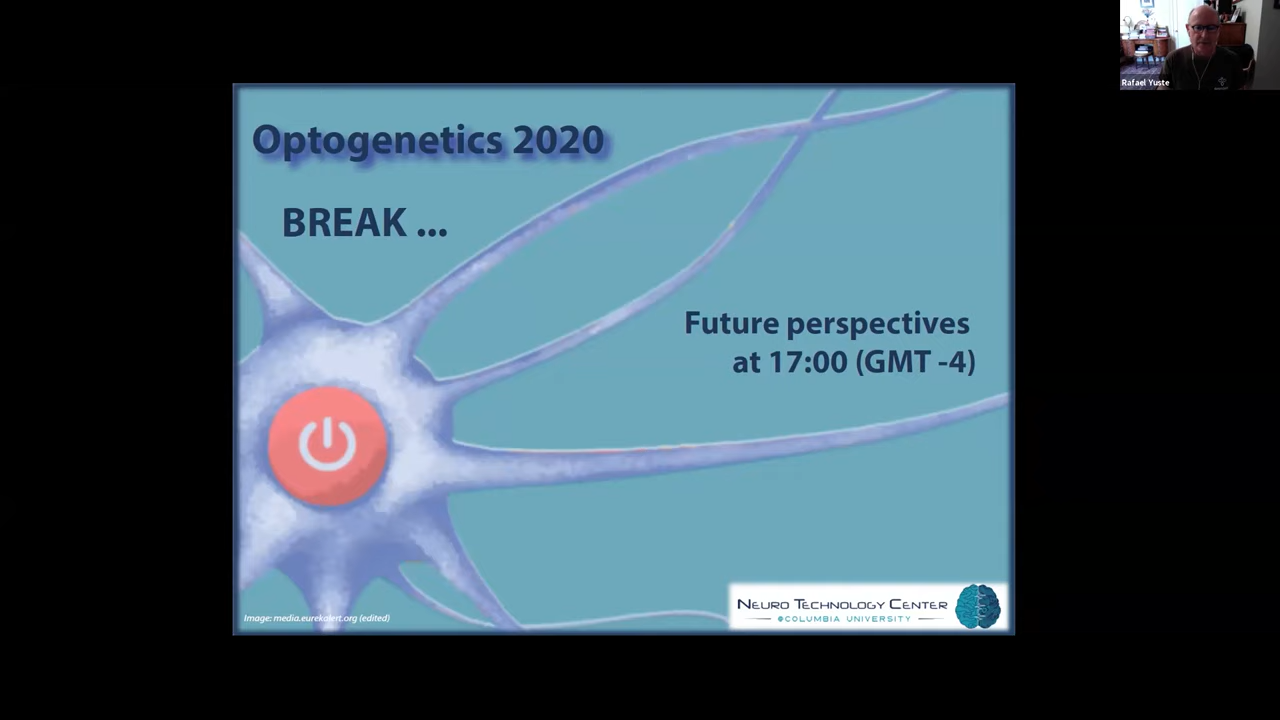 Rafael Yuste
Optogenetics 2020
BREAK ...
Future perspectives
at 17:00 (GMT -4)
Image: media.eurekalert.org (edited)
NEURO TECHNOLOGY CENTER
@COLUMBIA UNIVERSITY